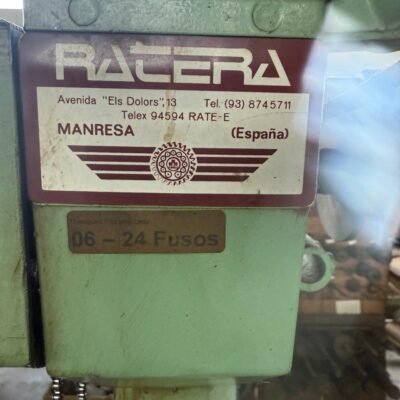 RATERA
Avenida "Els Dolors", 13 Tel. (93) 8745711
Telex 94594 RATE-E
MANRESA (España)
06 - 24 Fusos